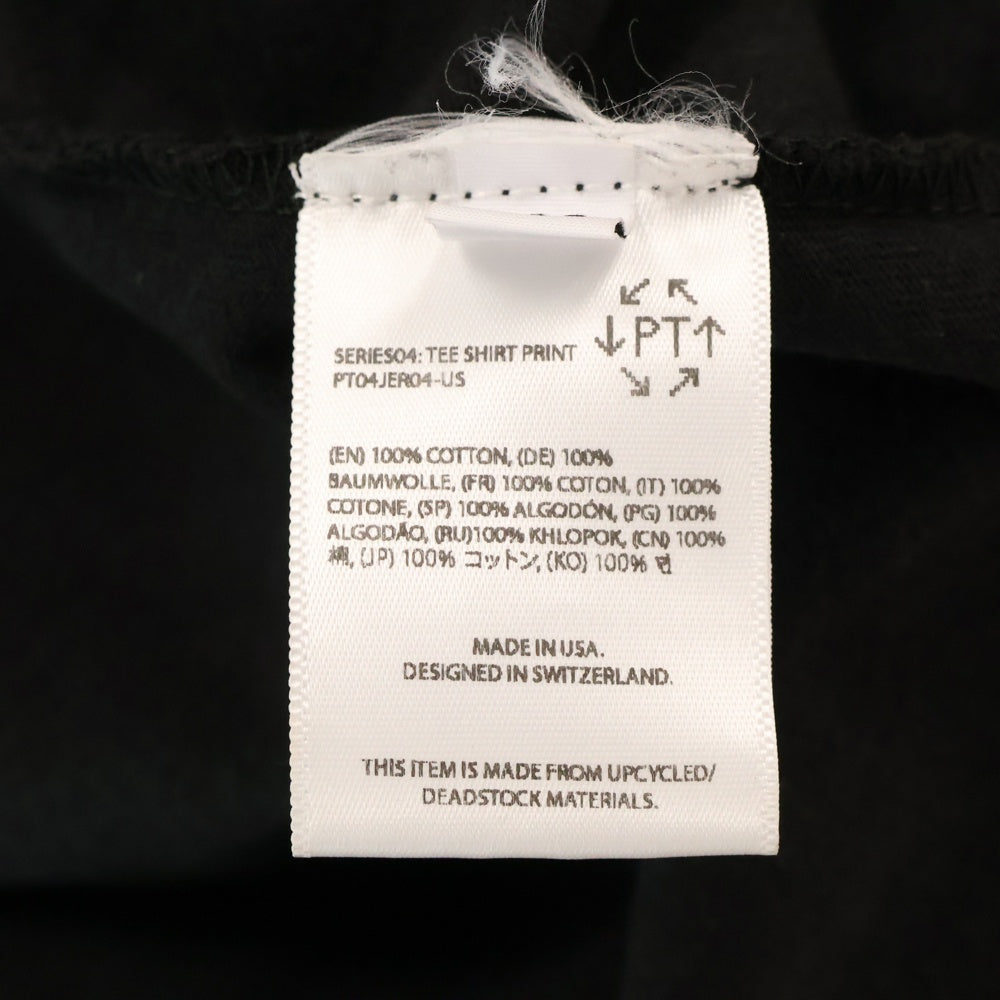 ↙ ↖
↓PT↑
↘ ↗
SERIES04: TEE SHIRT PRINT
PT04JER04-US
(EN) 100% COTTON, (DE) 100%
BAUMWOLLE, (FR) 100% COTON, (IT) 100%
COTONE, (SP) 100% ALGODÓN, (PG) 100%
ALGODÃO, (RU)100% KHLOPOK, (CN) 100%
棉, (JP) 100% コットン, (KO) 100% 면
MADE IN USA.
DESIGNED IN SWITZERLAND.
THIS ITEM IS MADE FROM UPCYCLED/
DEADSTOCK MATERIALS.